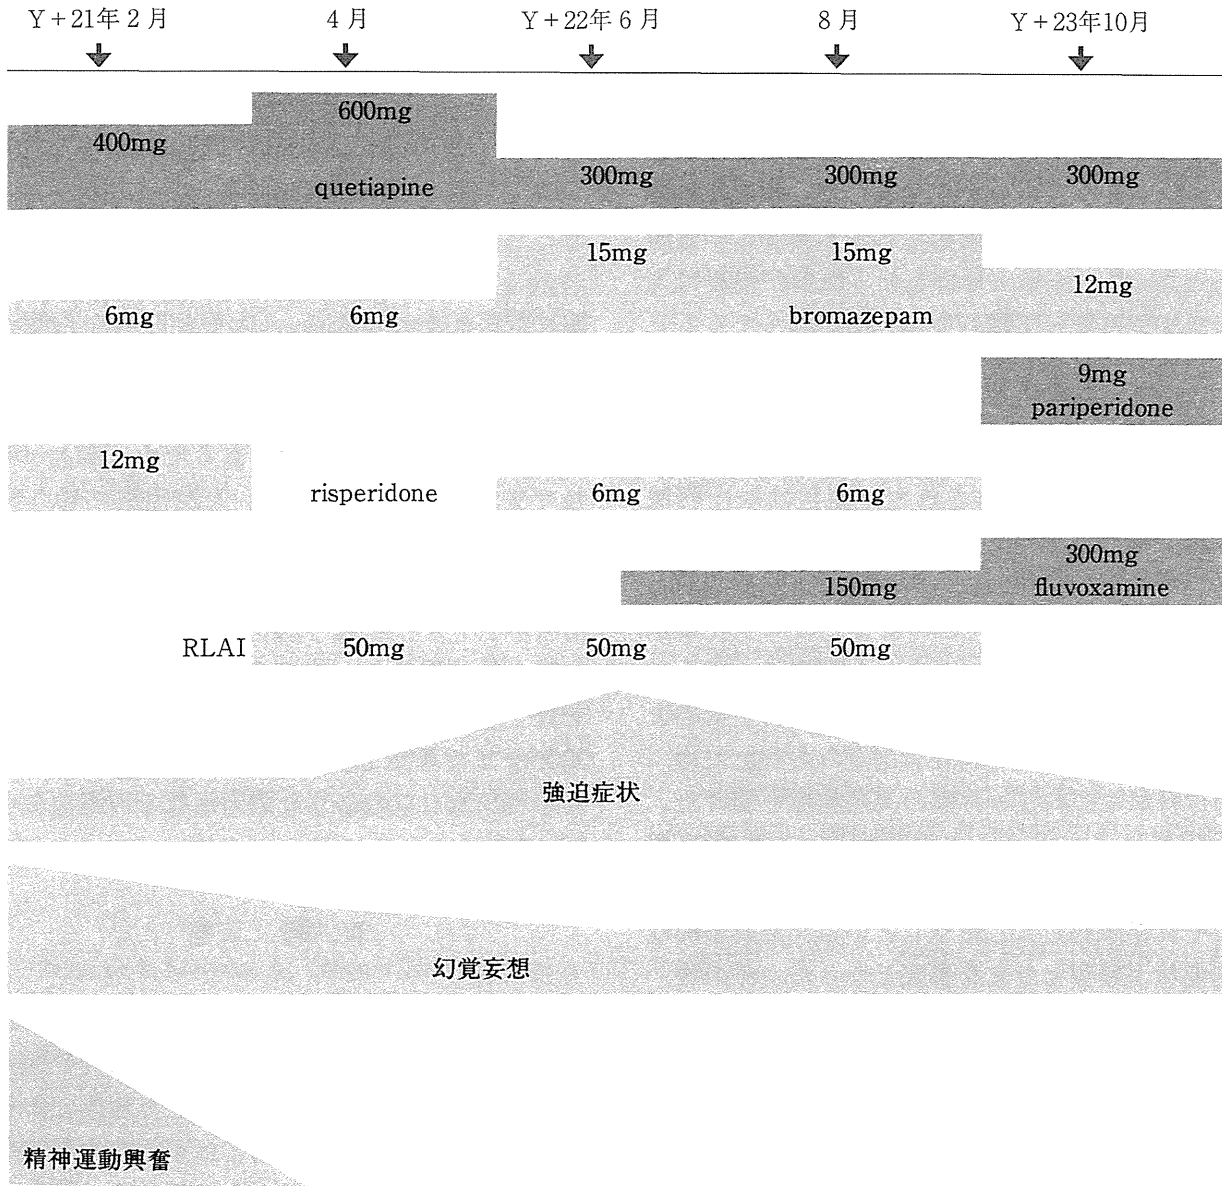 Y+21年2月 4月 Y+22年6月 8月 Y+23年10月
600mg
400mg
quetiapine 300mg 300mg 300mg
15mg 15mg
12mg
6mg 6mg bromazepam
9mg
pariperidone
12mg
risperidone 6mg 6mg
300mg
150mg fluvoxamine
RLAI 50mg 50mg 50mg
強迫症状
幻覚妄想
精神運動興奮